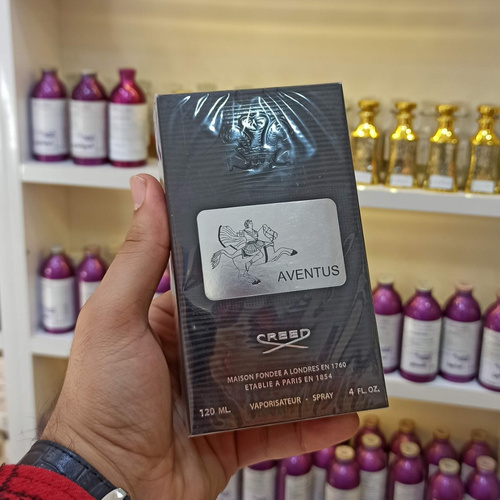 AVENTUS
CREED
MAISON FONDEE A LONDRES EN 1760
ETABLIE A PARIS EN 1854
120 ML. VAPORISATEUR - SPRAY 4 FL. OZ.